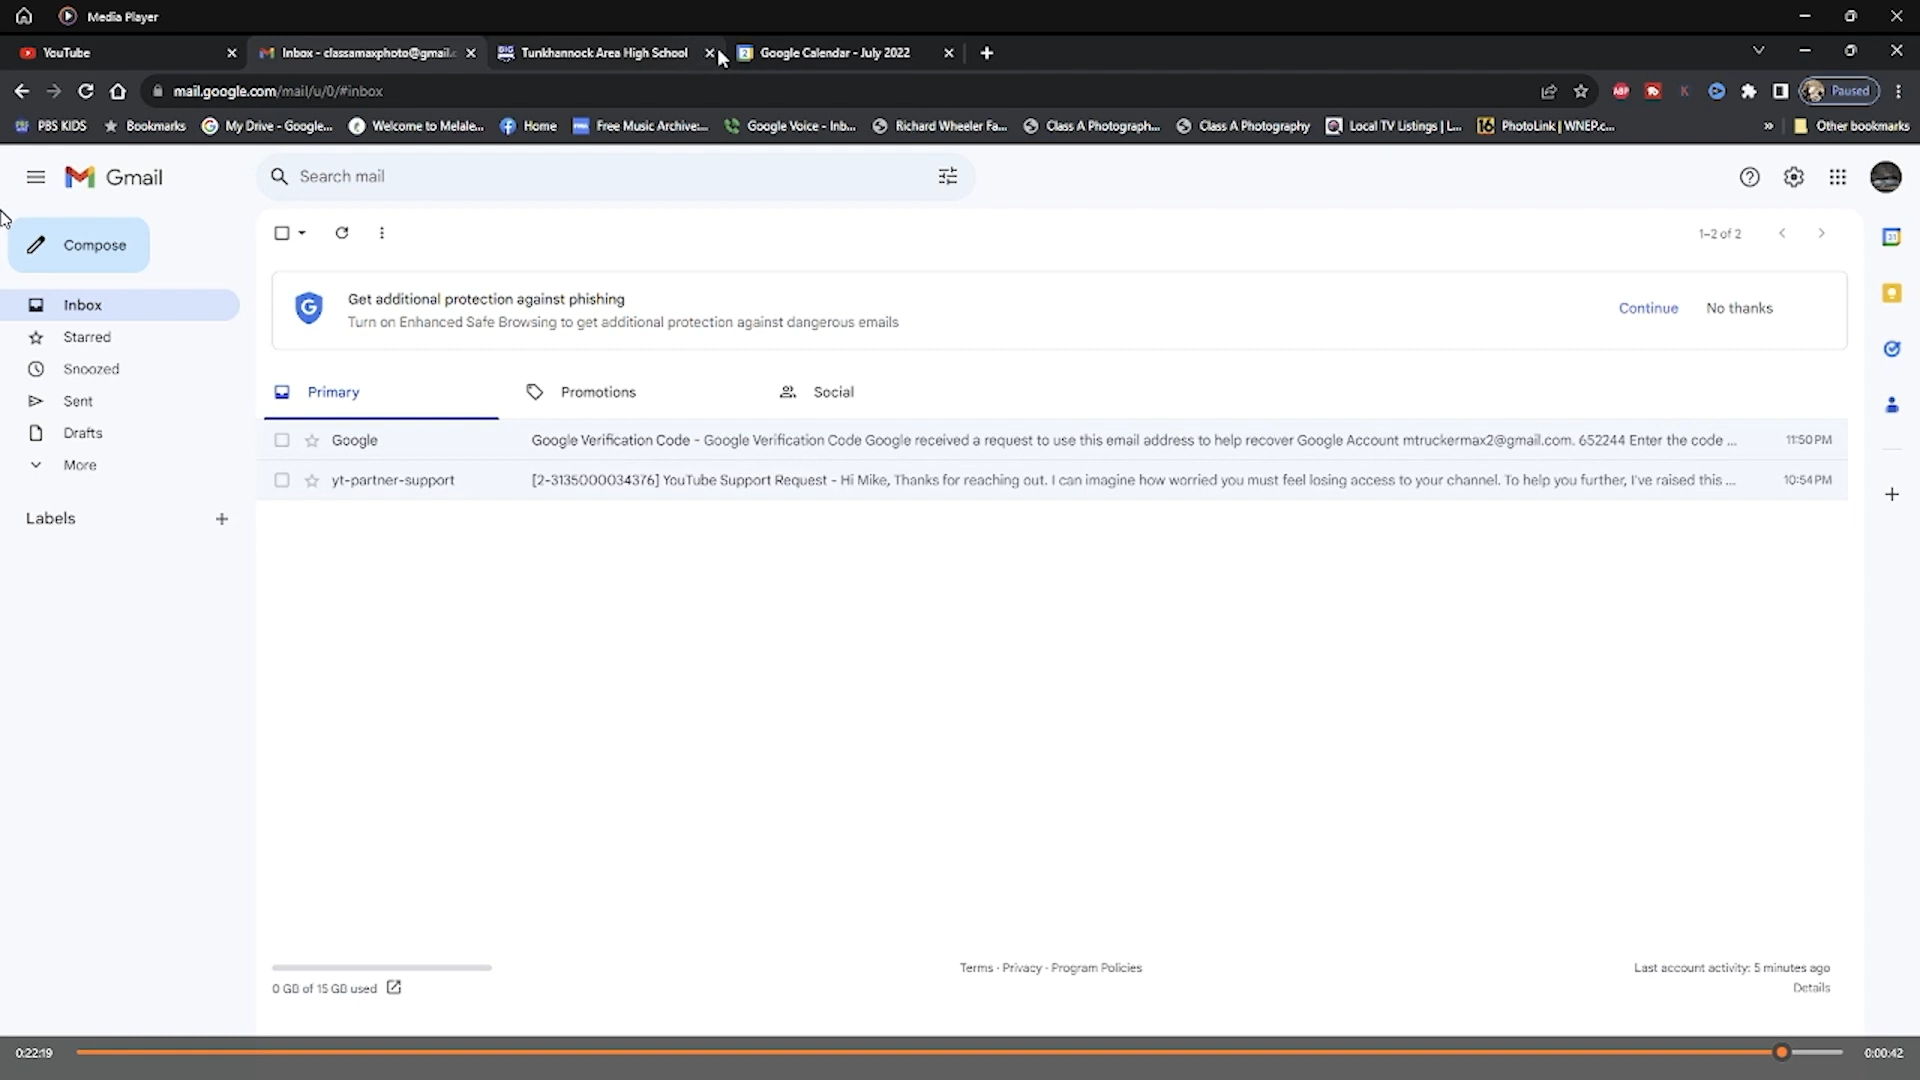 Media Player
YouTube
Inbox - classamaxphoto@gmail.c
Tunkhannock Area High School
Google Calendar - July 2022
mail.google.com/mail/u/0/#inbox
Paused
PBS KIDS
Bookmarks
My Drive - Google...
Welcome to Melale...
Home
Free Music Archive:...
Google Voice - Inb...
Richard Wheeler Fa...
Class A Photograph...
Class A Photography
Local TV Listings | L...
PhotoLink | WNEP.c...
Other bookmarks
Gmail
Search mail
Compose
1–2 of 2
Inbox
Starred
Snoozed
Sent
Drafts
More
Labels
Get additional protection against phishing
Turn on Enhanced Safe Browsing to get additional protection against dangerous emails
Continue
No thanks
Primary
Promotions
Social
Google Google Verification Code - Google Verification Code Google received a request to use this email address to help recover Google Account mtruckermax2@gmail.com. 652244 Enter the code ... 11:50 PM
yt-partner-support [2-3135000034376] YouTube Support Request - Hi Mike, Thanks for reaching out. I can imagine how worried you must feel losing access to your channel. To help you further, I've raised this ... 10:54 PM
0 GB of 15 GB used
Terms · Privacy · Program Policies
Last account activity: 5 minutes ago
Details
0:22:19
0:00:42